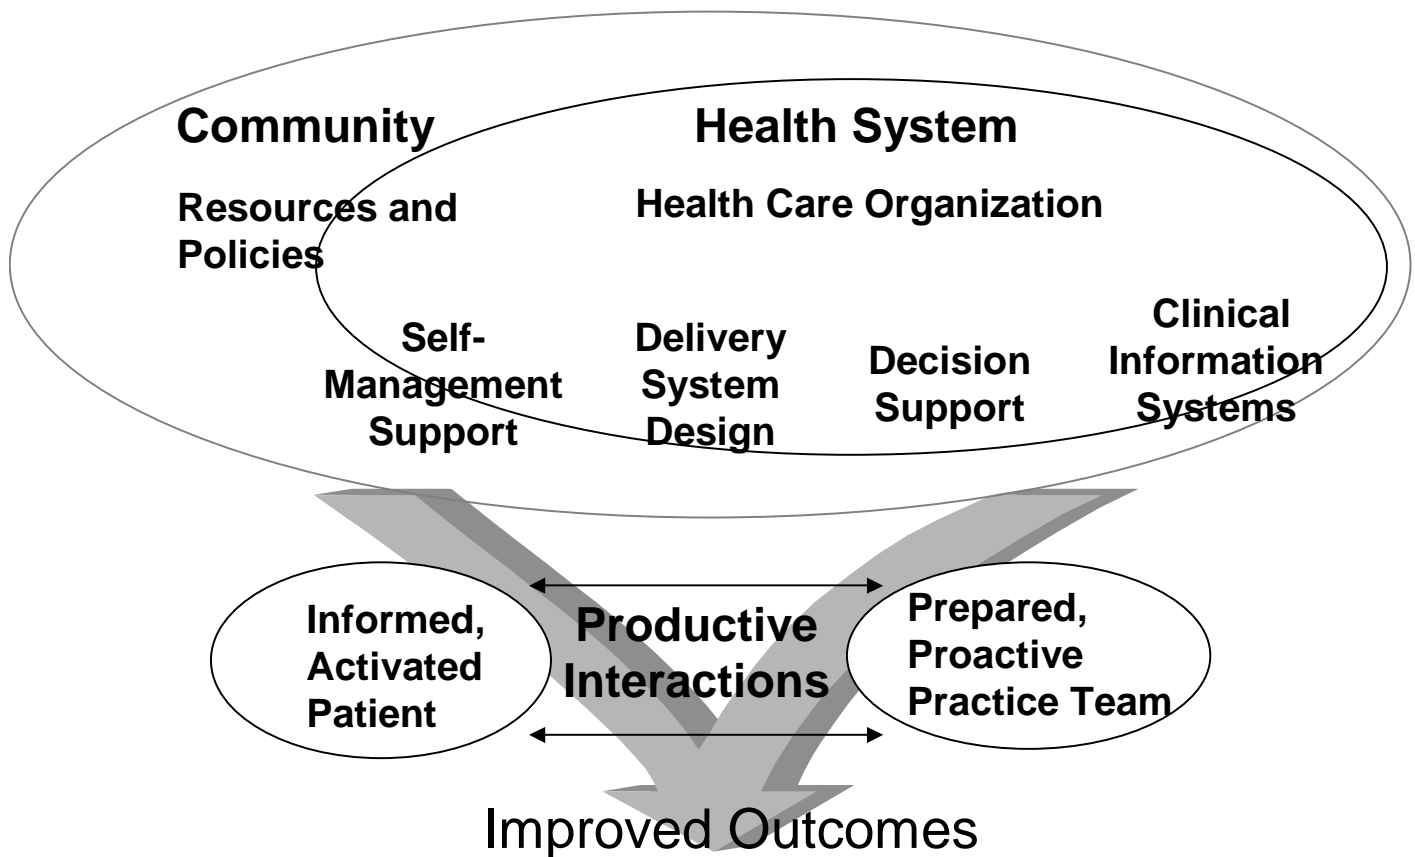 Community
Health System
Resources and
Policies
Health Care Organization
Self-
Management
Support
Delivery
System
Design
Decision
Support
Clinical
Information
Systems
Informed,
Activated
Patient
Productive
Interactions
Prepared,
Proactive
Practice Team
Improved Outcomes